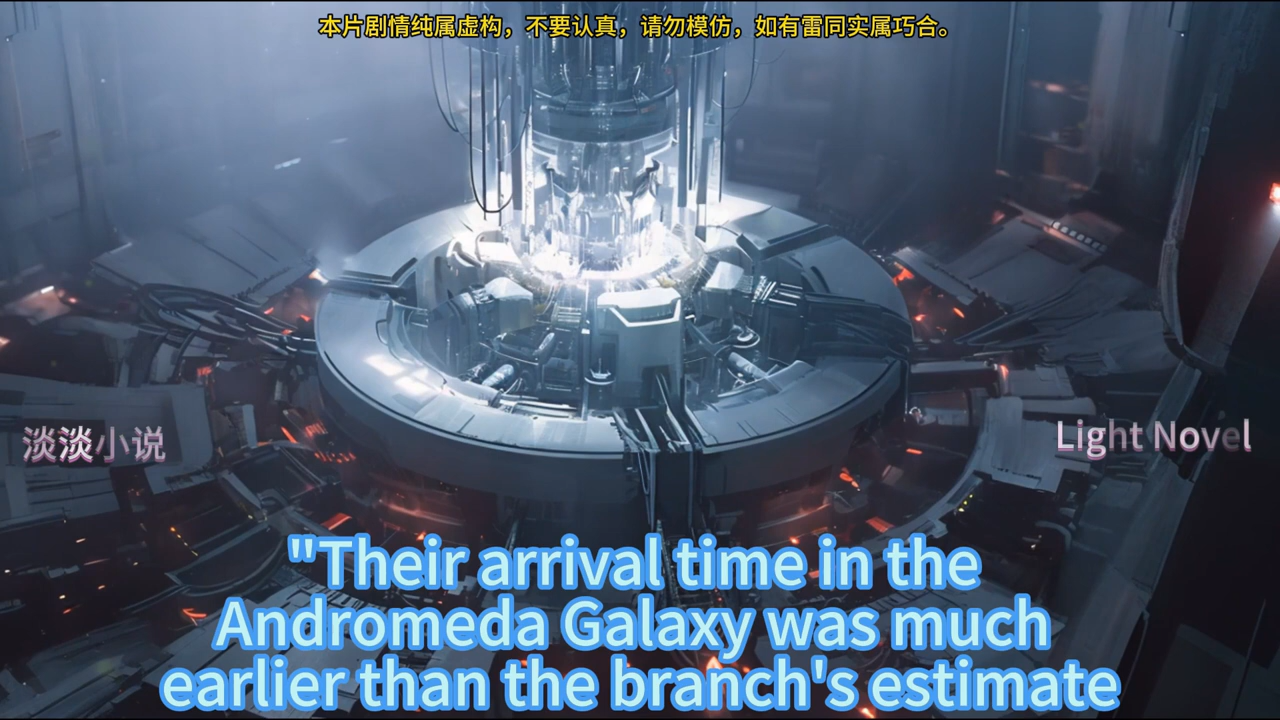 本片剧情纯属虚构，不要认真，请勿模仿，如有雷同实属巧合。
淡淡小说
Light Novel
"Their arrival time in the
Andromeda Galaxy was much
earlier than the branch's estimate